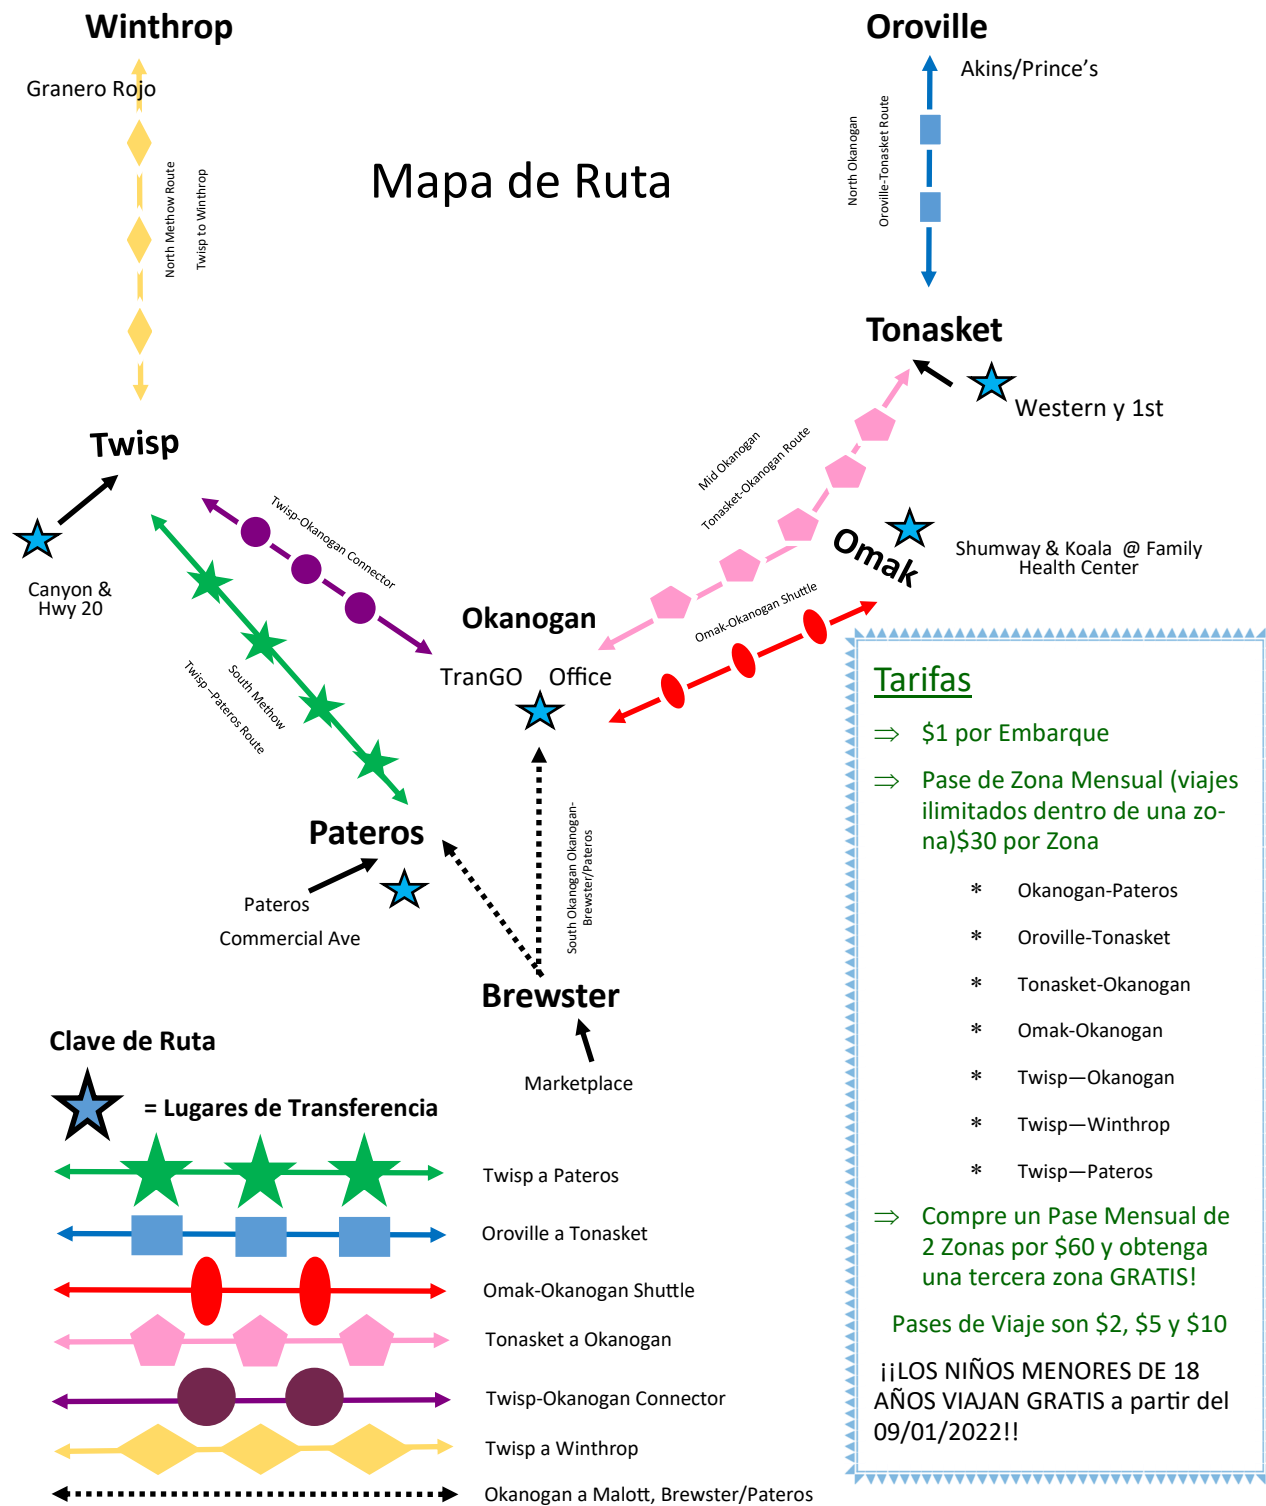 Winthrop
Oroville
Granero Rojo
Akins/Prince's
Mapa de Ruta
North Methow Route
Twisp to Winthrop
North Okanogan
Oroville-Tonasket Route
Tonasket
Western y 1st
Twisp
Canyon &
Hwy 20
Twisp-Okanogan Connector
Mid Okanogan
Tonasket-Okanogan Route
Omak
Shumway & Koala @ Family
Health Center
Okanogan
TranGO Office
Omak-Okanogan Shuttle
South Methow
Twisp –Pateros Route
Pateros
Pateros
Commercial Ave
South Okanogan Okanogan-
Brewster/Pateros
Brewster
Marketplace
Clave de Ruta
= Lugares de Transferencia
Twisp a Pateros
Oroville a Tonasket
Omak-Okanogan Shuttle
Tonasket a Okanogan
Twisp-Okanogan Connector
Twisp a Winthrop
Okanogan a Malott, Brewster/Pateros
Tarifas
⇒ $1 por Embarque
⇒ Pase de Zona Mensual (viajes
ilimitados dentro de una zo-
na)$30 por Zona
* Okanogan-Pateros
* Oroville-Tonasket
* Tonasket-Okanogan
* Omak-Okanogan
* Twisp—Okanogan
* Twisp—Winthrop
* Twisp—Pateros
⇒ Compre un Pase Mensual de
2 Zonas por $60 y obtenga
una tercera zona GRATIS!
Pases de Viaje son $2, $5 y $10
¡¡LOS NIÑOS MENORES DE 18
AÑOS VIAJAN GRATIS a partir del
09/01/2022!!